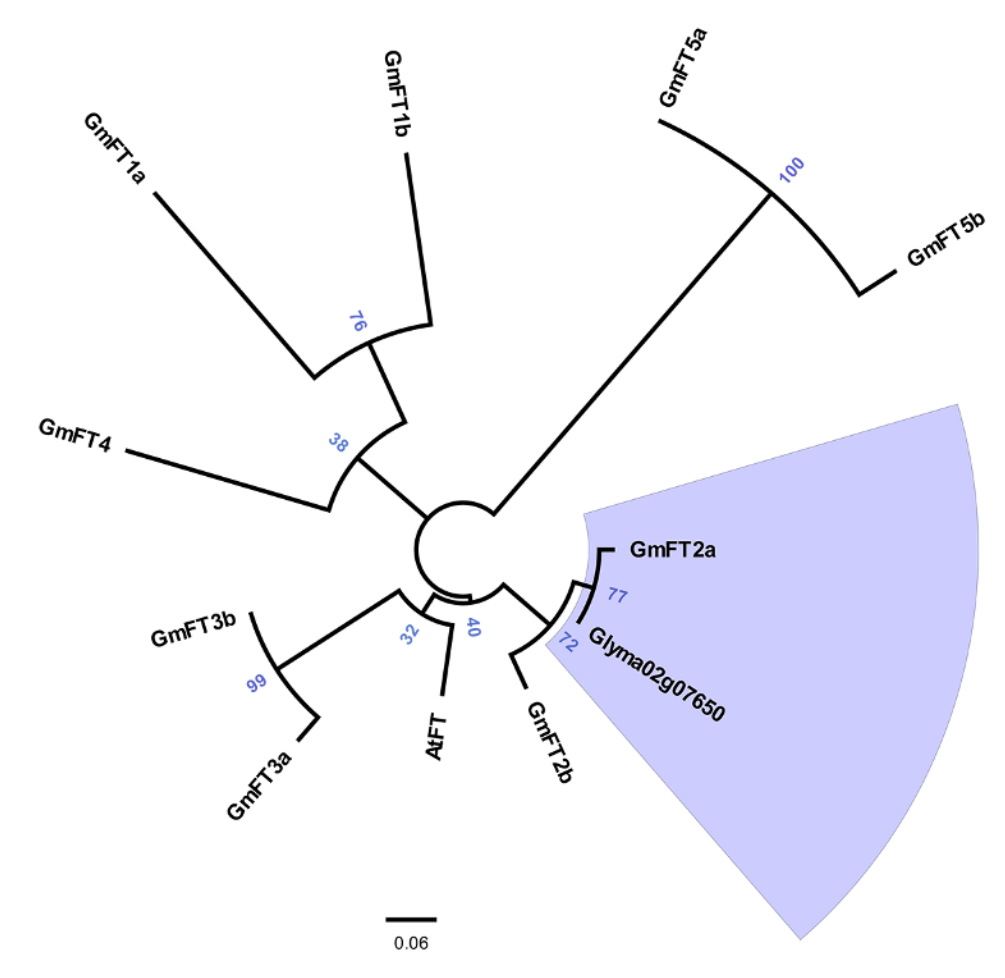 GmFT5a
GmFT1b
GmFT1a
100
GmFT5b
76
GmFT4
38
GmFT2a
77
GmFT3b
32
40
72
Glyma02g07650
99
AtFT
GmFT2b
GmFT3a
0.06